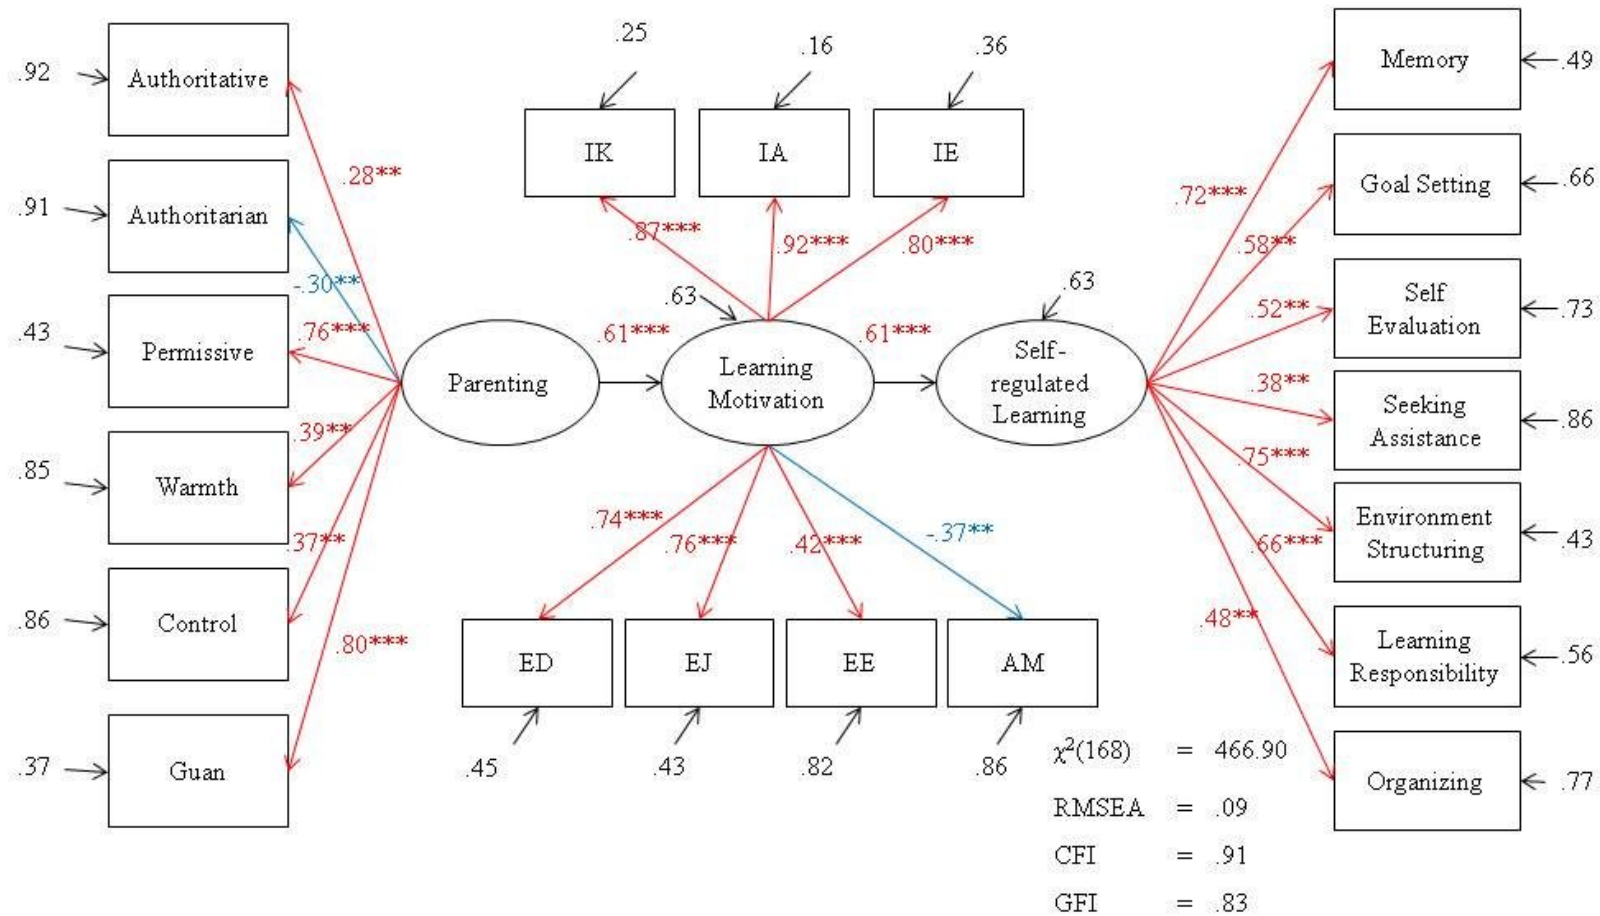 .92
Authoritative
.28**
.91
Authoritarian
-.30**
.43
Permissive
.76***
.85
Warmth
.39**
.86
Control
.37**
.37
Guan
.80***
Parenting
.61***
.25
.16
.36
IK
IA
IE
.87***
.92***
.80***
.63
Learning
Motivation
.61***
.74***
.76***
.42***
-.37**
ED
EJ
EE
AM
.45
.43
.82
.86
.63
Self-
regulated
Learning
.72***
Memory
.49
.58**
Goal Setting
.66
.52**
Self
Evaluation
.73
.38**
Seeking
Assistance
.86
.75***
Environment
Structuring
.43
.66***
Learning
Responsibility
.56
.48**
Organizing
.77
χ²(168) = 466.90
RMSEA = .09
CFI = .91
GFI = .83